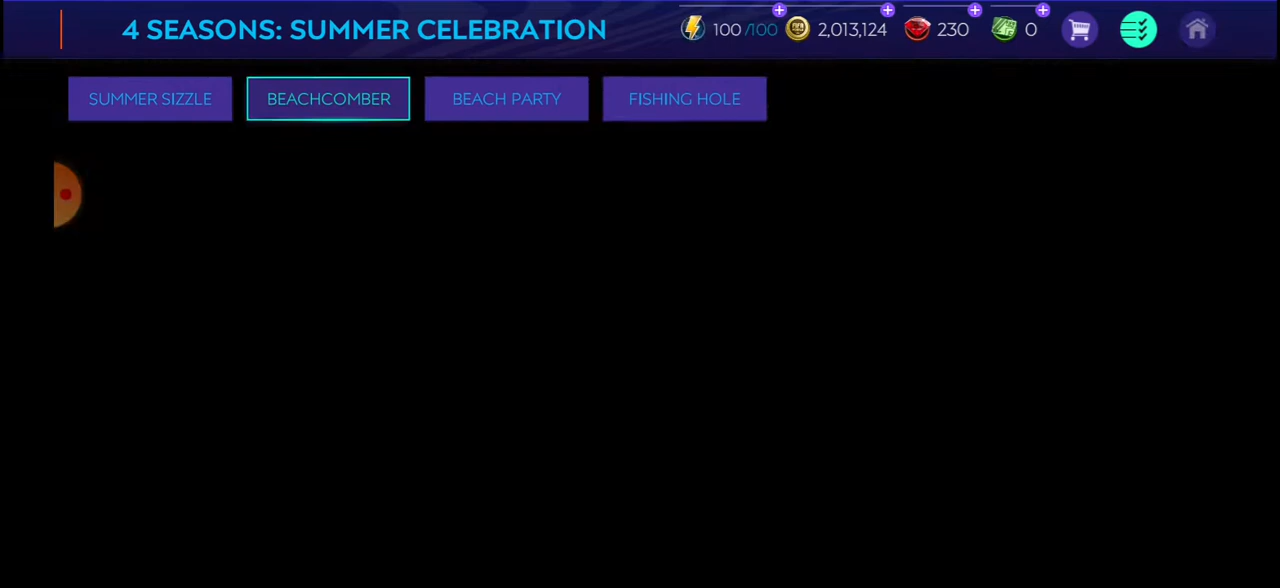 4 SEASONS: SUMMER CELEBRATION 100 /100 2,013,124 230 0
SUMMER SIZZLE BEACHCOMBER BEACH PARTY FISHING HOLE